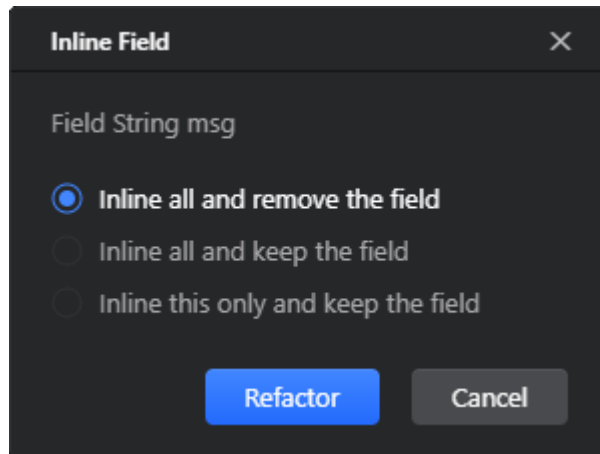 Inline Field
Field String msg
Inline all and remove the field
Inline all and keep the field
Inline this only and keep the field
Refactor
Cancel